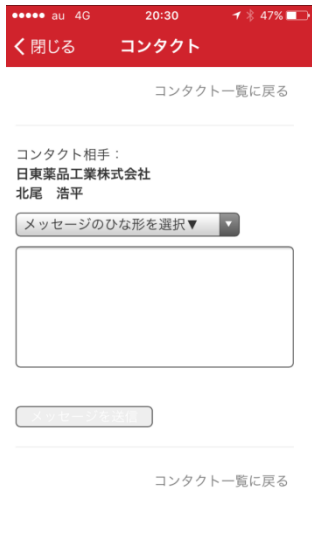 ●●●●● au 4G 20:30 47%
閉じる コンタクト
コンタクト一覧に戻る
コンタクト相手：
日東薬品工業株式会社
北尾 浩平
メッセージのひな形を選択▼
メッセージを送信
コンタクト一覧に戻る